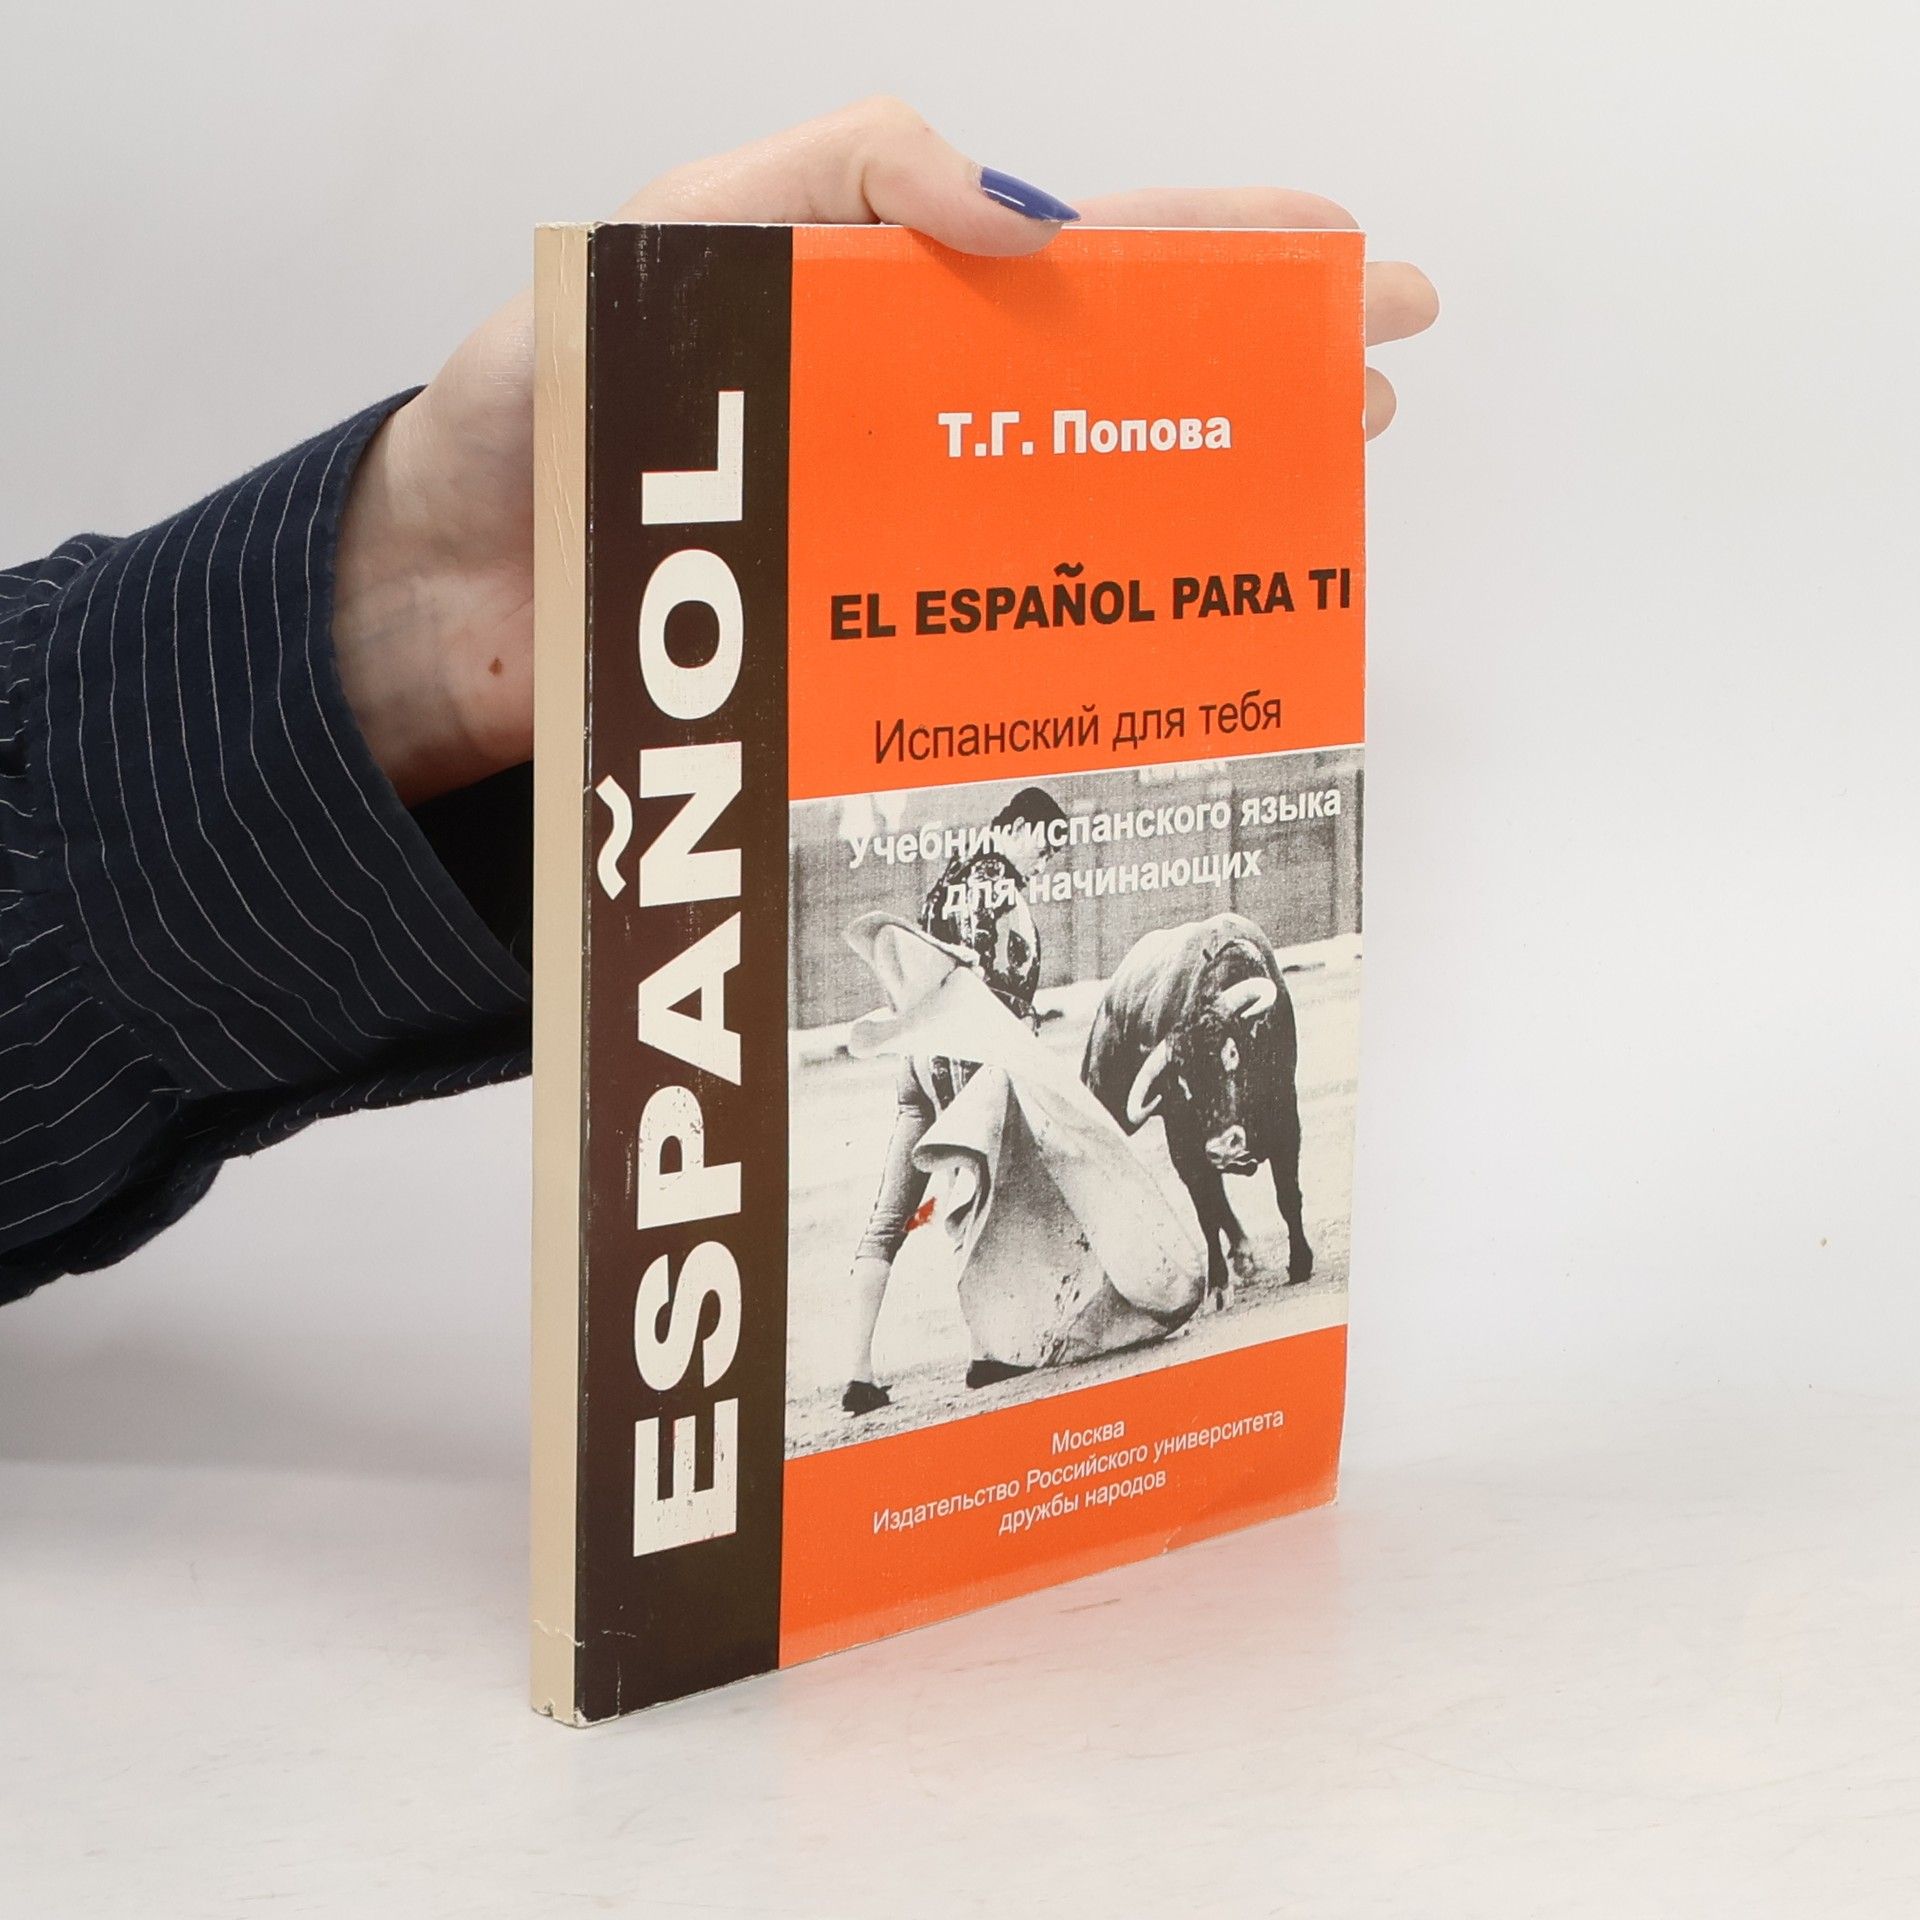 ESPAÑOL
Т.Г. Попова
EL ESPAÑOL PARA TI
Испанский для тебя
Учебник испанского языка
для начинающих
Москва
Издательство Российского университета
дружбы народов